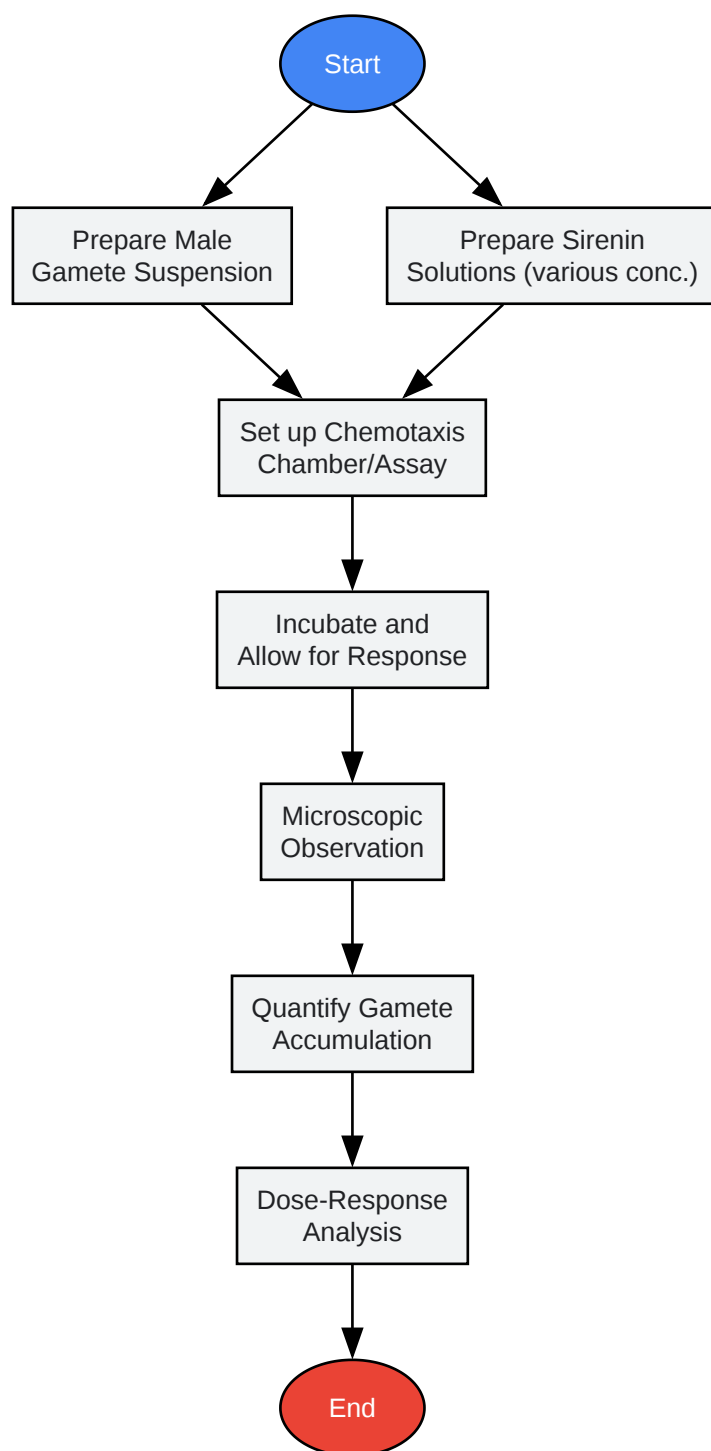 Start
Prepare Male
Gamete Suspension
Prepare Sirenin
Solutions (various conc.)
Set up Chemotaxis
Chamber/Assay
Incubate and
Allow for Response
Microscopic
Observation
Quantify Gamete
Accumulation
Dose-Response
Analysis
End